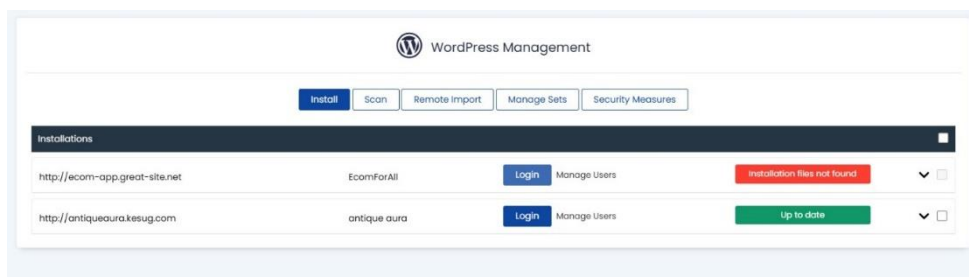 WordPress Management
Install Scan Remote Import Manage Sets Security Measures
Installations
http://ecom-app.great-site.net EcomForAll Login Manage Users Installation files not found
http://antiqueaura.kesug.com antique aura Login Manage Users Up to date